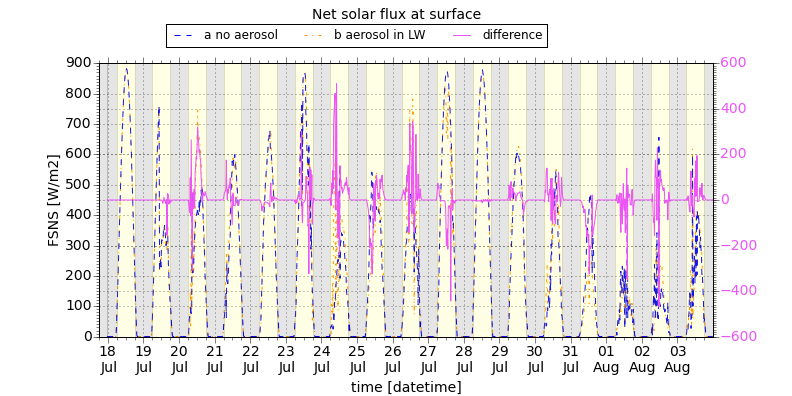 Net solar flux at surface
a no aerosol b aerosol in LW difference
900
800
700
600
500
400
300
200
100
0
FSNS [W/m2]
600
400
200
0
−200
−400
−600
18 19 20 21 22 23 24 25 26 27 28 29 30 31 01 02 03
Jul Jul Jul Jul Jul Jul Jul Jul Jul Jul Jul Jul Jul Jul Aug Aug Aug
time [datetime]